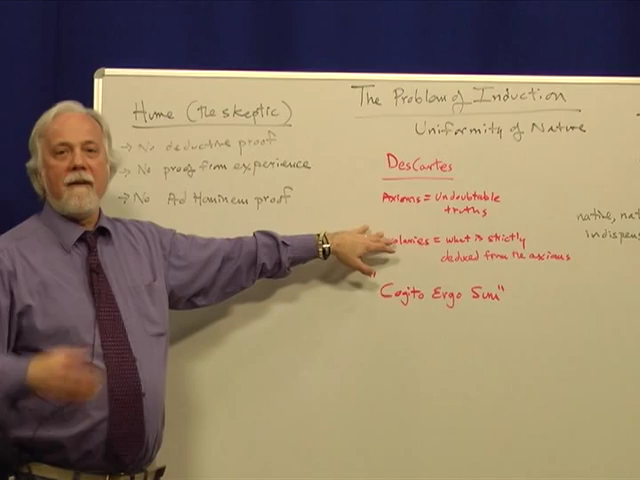 The Problem of Induction
Hume (the skeptic)
Uniformity of Nature
→ No deductive proof
→ No proof from experience
→ No Ad Hominem proof
DesCartes
Axioms = undoubtable
truths
= what is strictly
deduced from the axioms
"Cogito Ergo Sum"
native,
indispen